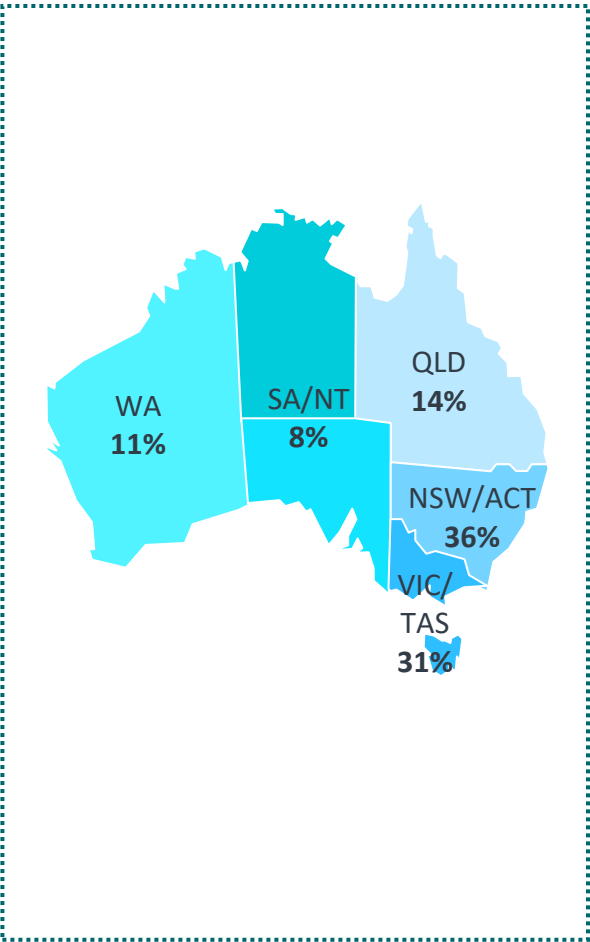 QLD
14%
SA/NT
8%
WA
11%
NSW/ACT
36%
VIC/
TAS
31%